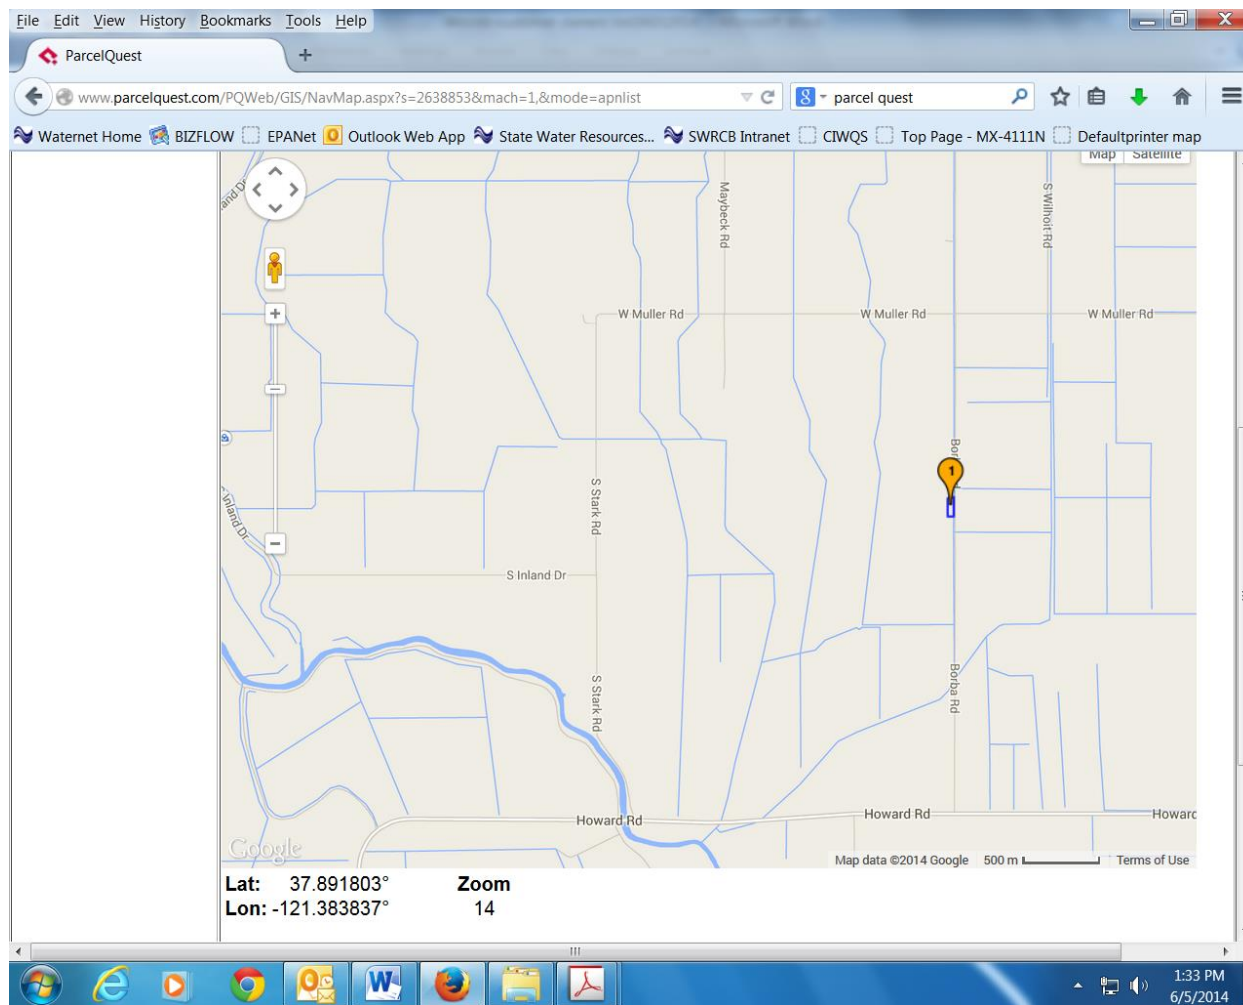 File Edit View History Bookmarks Tools Help
ParcelQuest
www.parcelquest.com/PQWeb/GIS/NavMap.aspx?s=2638853&mach=1,&mode=apnlist
parcel quest
Waternet Home BIZFLOW EPANet Outlook Web App State Water Resources... SWRCB Intranet CIWQS Top Page - MX-4111N Defaultprinter map
Map Satellite
Maybeck Rd
S Wilhoit Rd
W Muller Rd
W Muller Rd
W Muller Rd
1
S Stark Rd
S Inland Dr
S Inland Dr
S Stark Rd
Borba Rd
Howard Rd
Howard Rd
Howard
Google
Map data ©2014 Google 500 m Terms of Use
Lat: 37.891803° Zoom
Lon: -121.383837° 14
1:33 PM
6/5/2014